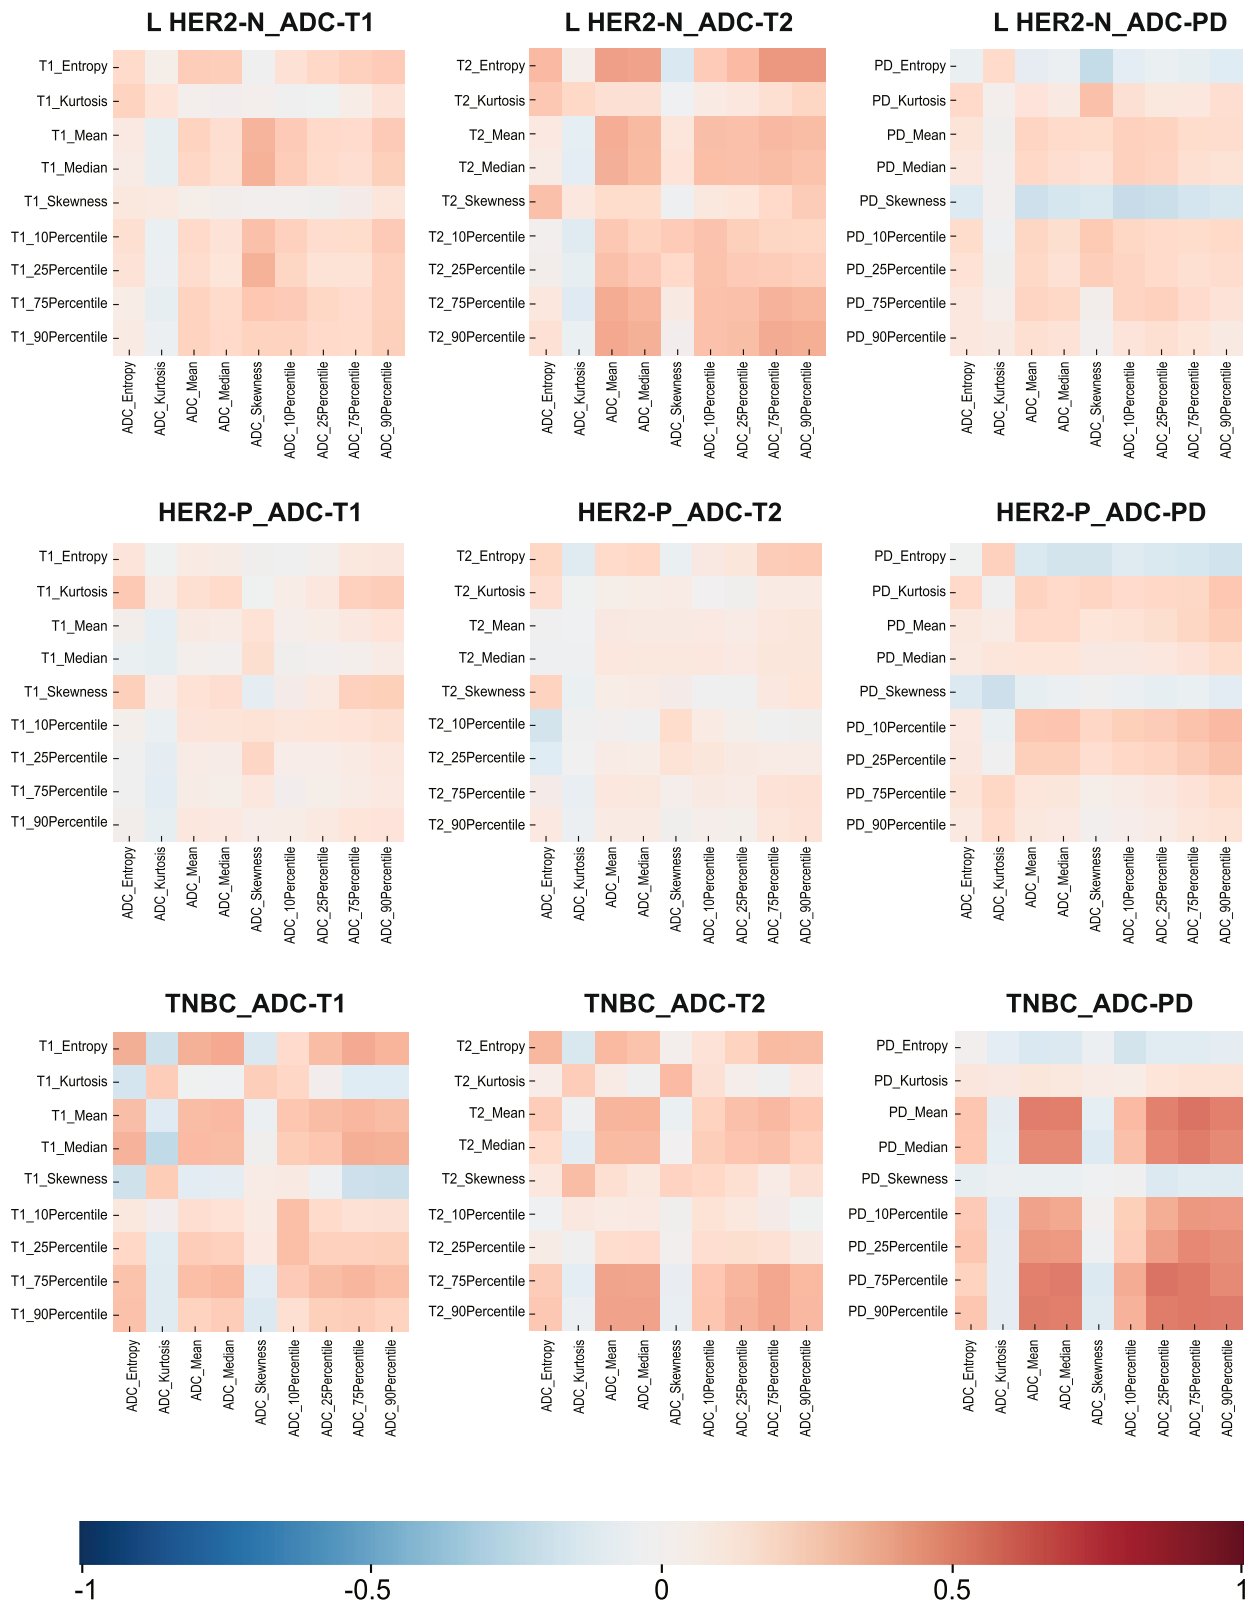 L HER2-N_ADC-T1
L HER2-N_ADC-T2
L HER2-N_ADC-PD
T1_Entropy
T1_Kurtosis
T1_Mean
T1_Median
T1_Skewness
T1_10Percentile
T1_25Percentile
T1_75Percentile
T1_90Percentile
ADC_Entropy
ADC_Kurtosis
ADC_Mean
ADC_Median
ADC_Skewness
ADC_10Percentile
ADC_25Percentile
ADC_75Percentile
ADC_90Percentile
T2_Entropy
T2_Kurtosis
T2_Mean
T2_Median
T2_Skewness
T2_10Percentile
T2_25Percentile
T2_75Percentile
T2_90Percentile
ADC_Entropy
ADC_Kurtosis
ADC_Mean
ADC_Median
ADC_Skewness
ADC_10Percentile
ADC_25Percentile
ADC_75Percentile
ADC_90Percentile
PD_Entropy
PD_Kurtosis
PD_Mean
PD_Median
PD_Skewness
PD_10Percentile
PD_25Percentile
PD_75Percentile
PD_90Percentile
ADC_Entropy
ADC_Kurtosis
ADC_Mean
ADC_Median
ADC_Skewness
ADC_10Percentile
ADC_25Percentile
ADC_75Percentile
ADC_90Percentile
HER2-P_ADC-T1
HER2-P_ADC-T2
HER2-P_ADC-PD
T1_Entropy
T1_Kurtosis
T1_Mean
T1_Median
T1_Skewness
T1_10Percentile
T1_25Percentile
T1_75Percentile
T1_90Percentile
ADC_Entropy
ADC_Kurtosis
ADC_Mean
ADC_Median
ADC_Skewness
ADC_10Percentile
ADC_25Percentile
ADC_75Percentile
ADC_90Percentile
T2_Entropy
T2_Kurtosis
T2_Mean
T2_Median
T2_Skewness
T2_10Percentile
T2_25Percentile
T2_75Percentile
T2_90Percentile
ADC_Entropy
ADC_Kurtosis
ADC_Mean
ADC_Median
ADC_Skewness
ADC_10Percentile
ADC_25Percentile
ADC_75Percentile
ADC_90Percentile
PD_Entropy
PD_Kurtosis
PD_Mean
PD_Median
PD_Skewness
PD_10Percentile
PD_25Percentile
PD_75Percentile
PD_90Percentile
ADC_Entropy
ADC_Kurtosis
ADC_Mean
ADC_Median
ADC_Skewness
ADC_10Percentile
ADC_25Percentile
ADC_75Percentile
ADC_90Percentile
TNBC_ADC-T1
TNBC_ADC-T2
TNBC_ADC-PD
T1_Entropy
T1_Kurtosis
T1_Mean
T1_Median
T1_Skewness
T1_10Percentile
T1_25Percentile
T1_75Percentile
T1_90Percentile
ADC_Entropy
ADC_Kurtosis
ADC_Mean
ADC_Median
ADC_Skewness
ADC_10Percentile
ADC_25Percentile
ADC_75Percentile
ADC_90Percentile
T2_Entropy
T2_Kurtosis
T2_Mean
T2_Median
T2_Skewness
T2_10Percentile
T2_25Percentile
T2_75Percentile
T2_90Percentile
ADC_Entropy
ADC_Kurtosis
ADC_Mean
ADC_Median
ADC_Skewness
ADC_10Percentile
ADC_25Percentile
ADC_75Percentile
ADC_90Percentile
PD_Entropy
PD_Kurtosis
PD_Mean
PD_Median
PD_Skewness
PD_10Percentile
PD_25Percentile
PD_75Percentile
PD_90Percentile
ADC_Entropy
ADC_Kurtosis
ADC_Mean
ADC_Median
ADC_Skewness
ADC_10Percentile
ADC_25Percentile
ADC_75Percentile
ADC_90Percentile
-1 -0.5 0 0.5 1